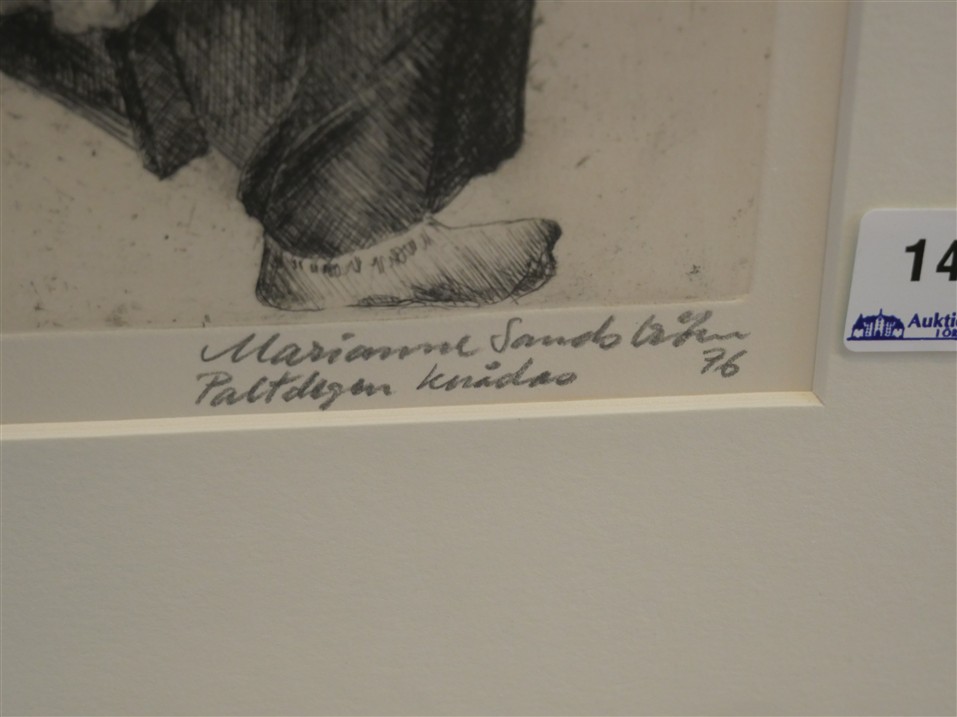 Marianne Sandström
Paltdegen knådas 76
14
Aukti